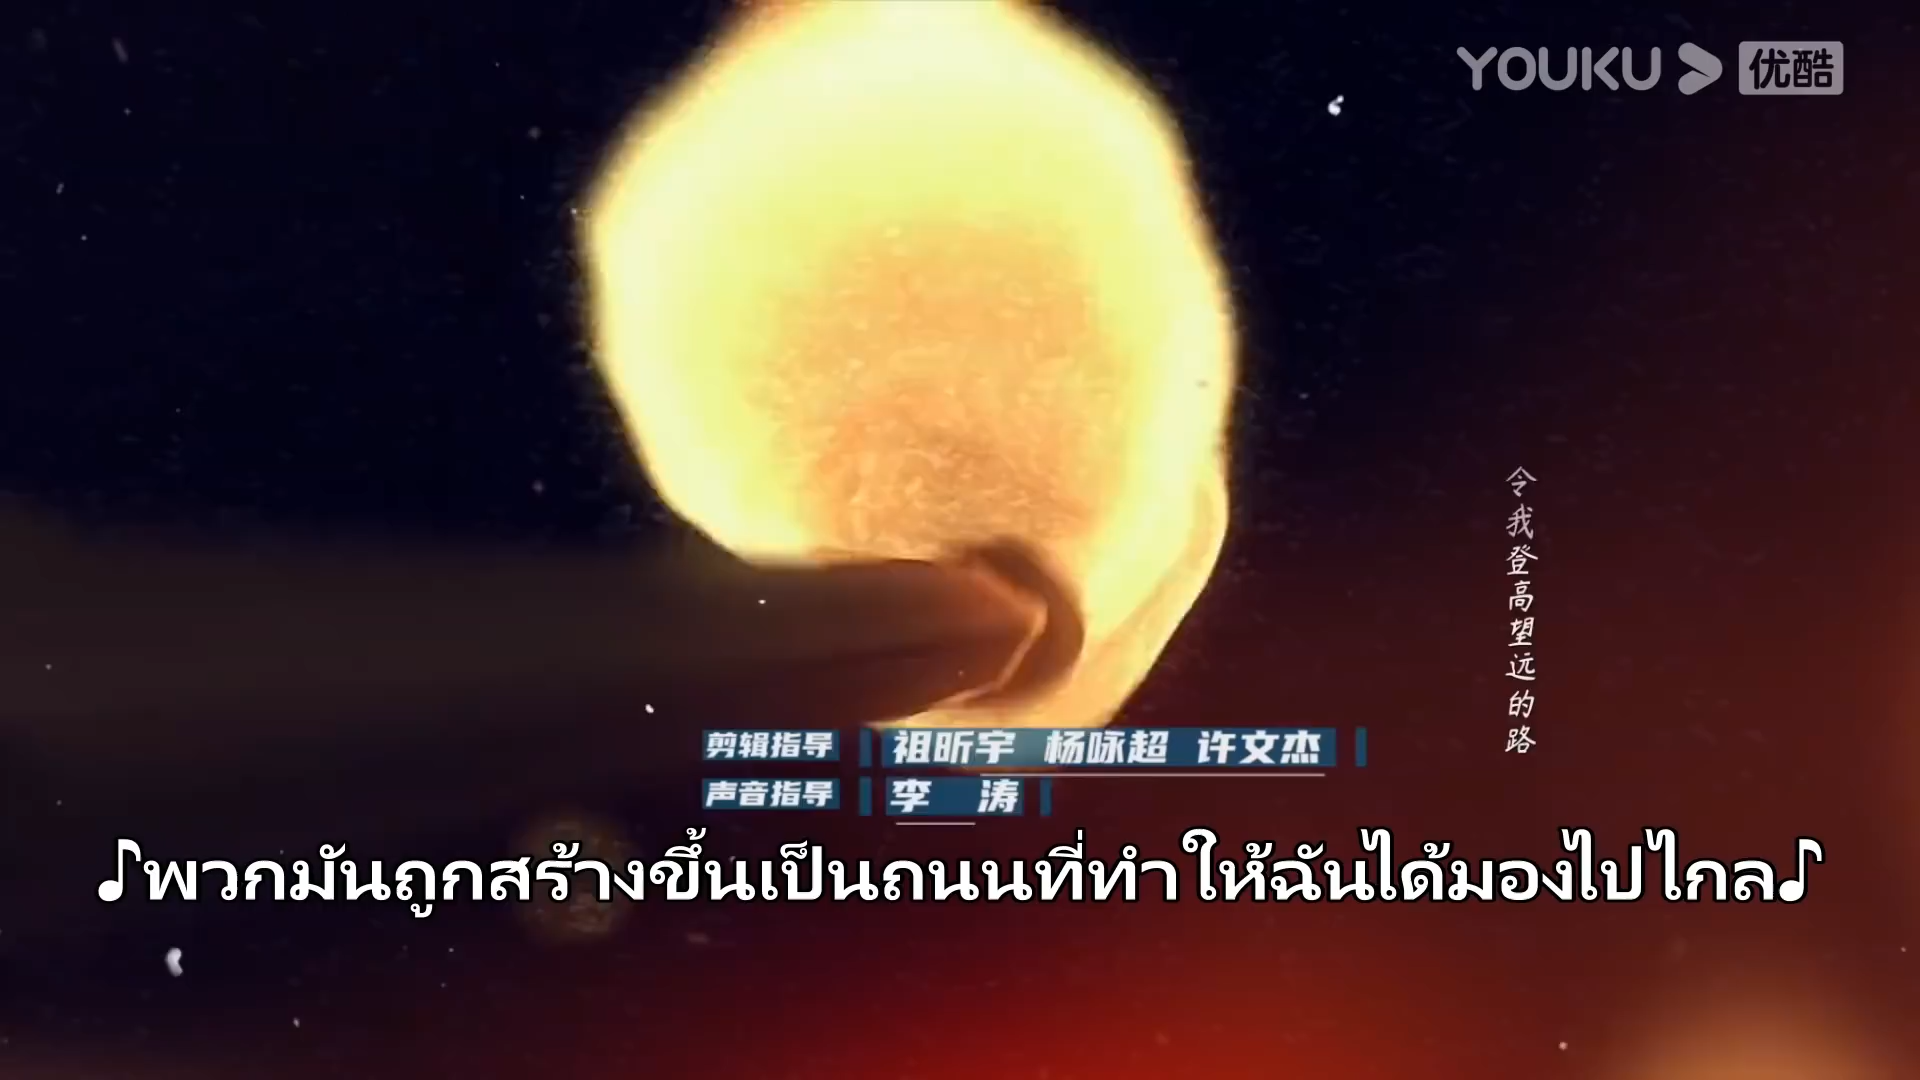 YOUKU 优酷
令我登高望远的路
剪辑指导 祖昕宇 杨咏超 许文杰
声音指导 李 涛
♪พวกมันถูกสร้างขึ้นเป็นถนนที่ทำให้ฉันได้มองไปไกล♪